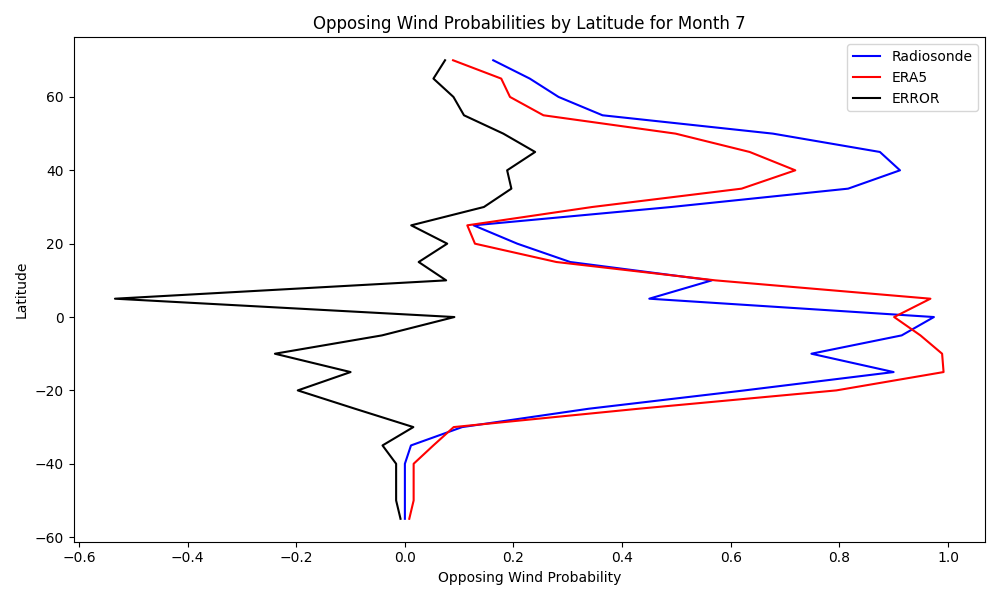 Opposing Wind Probabilities by Latitude for Month 7
Radiosonde
ERA5
ERROR
Latitude
60
40
20
0
−20
−40
−60
−0.6
−0.4
−0.2
0.0
0.2
0.4
0.6
0.8
1.0
Opposing Wind Probability